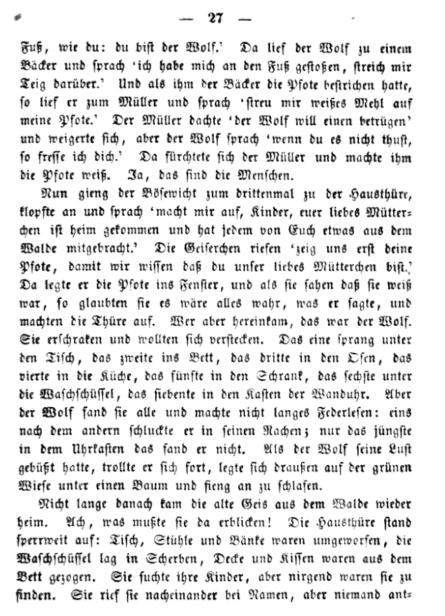 — 27 —
Fuß, wie du: du bist der Wolf.’ Da lief der Wolf zu einem
Bäcker und sprach ‘ich habe mich an den Fuß gestoßen, streich mir
Teig darüber.’ Und als ihm der Bäcker die Pfote bestrichen hatte,
so lief er zum Müller und sprach ‘streu mir weißes Mehl auf
meine Pfote.’ Der Müller dachte ‘der Wolf will einen betrügen’
und weigerte sich, aber der Wolf sprach ‘wenn du es nicht thust,
so fresse ich dich.’ Da fürchtete sich der Müller und machte ihm
die Pfote weiß. Ja, das sind die Menschen.
Nun gieng der Bösewicht zum drittenmal zu der Hausthüre,
klopfte an und sprach ‘macht mir auf, Kinder, euer liebes Mütter-
chen ist heim gekommen und hat jedem von Euch etwas aus dem
Walde mitgebracht.’ Die Geiserchen riefen ‘zeig uns erst deine
Pfote, damit wir wissen daß du unser liebes Mütterchen bist.’
Da legte er die Pfote ins Fenster, und als sie sahen daß sie weiß
war, so glaubten sie es wäre alles wahr, was er sagte, und
machten die Thüre auf. Wer aber hereinkam, das war der Wolf.
Sie erschraken und wollten sich verstecken. Das eine sprang unter
den Tisch, das zweite ins Bett, das dritte in den Ofen, das
vierte in die Küche, das fünfte in den Schrank, das sechste unter
die Waschschüssel, das siebente in den Kasten der Wanduhr. Aber
der Wolf fand sie alle und machte nicht langes Federlesen: eins
nach dem andern schluckte er in seinen Rachen; nur das jüngste
in dem Uhrkasten das fand er nicht. Als der Wolf seine Lust
gebüßt hatte, trollte er sich fort, legte sich draußen auf der grünen
Wiese unter einen Baum und fieng an zu schlafen.
Nicht lange danach kam die alte Geis aus dem Walde wieder
heim. Ach, was mußte sie da erblicken! Die Hausthüre stand
sperrweit auf: Tisch, Stühle und Bänke waren umgeworfen, die
Waschschüssel lag in Scherben, Decke und Kissen waren aus dem
Bett gezogen. Sie suchte ihre Kinder, aber nirgend waren sie zu
finden. Sie rief sie nacheinander bei Namen, aber niemand ant-